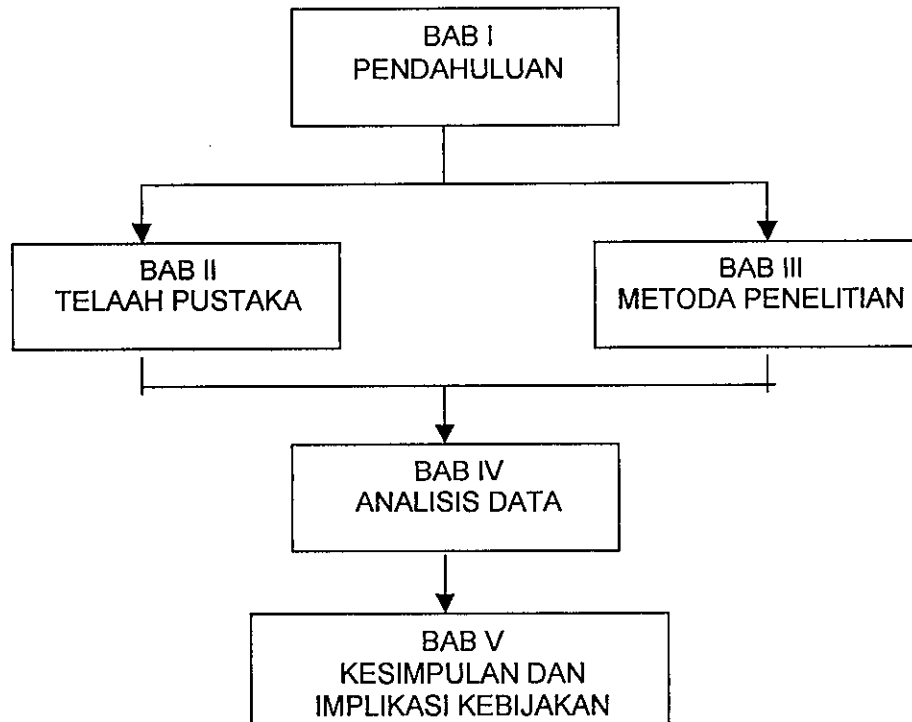 BAB I
PENDAHULUAN
BAB II
TELAAH PUSTAKA
BAB III
METODA PENELITIAN
BAB IV
ANALISIS DATA
BAB V
KESIMPULAN DAN
IMPLIKASI KEBIJAKAN